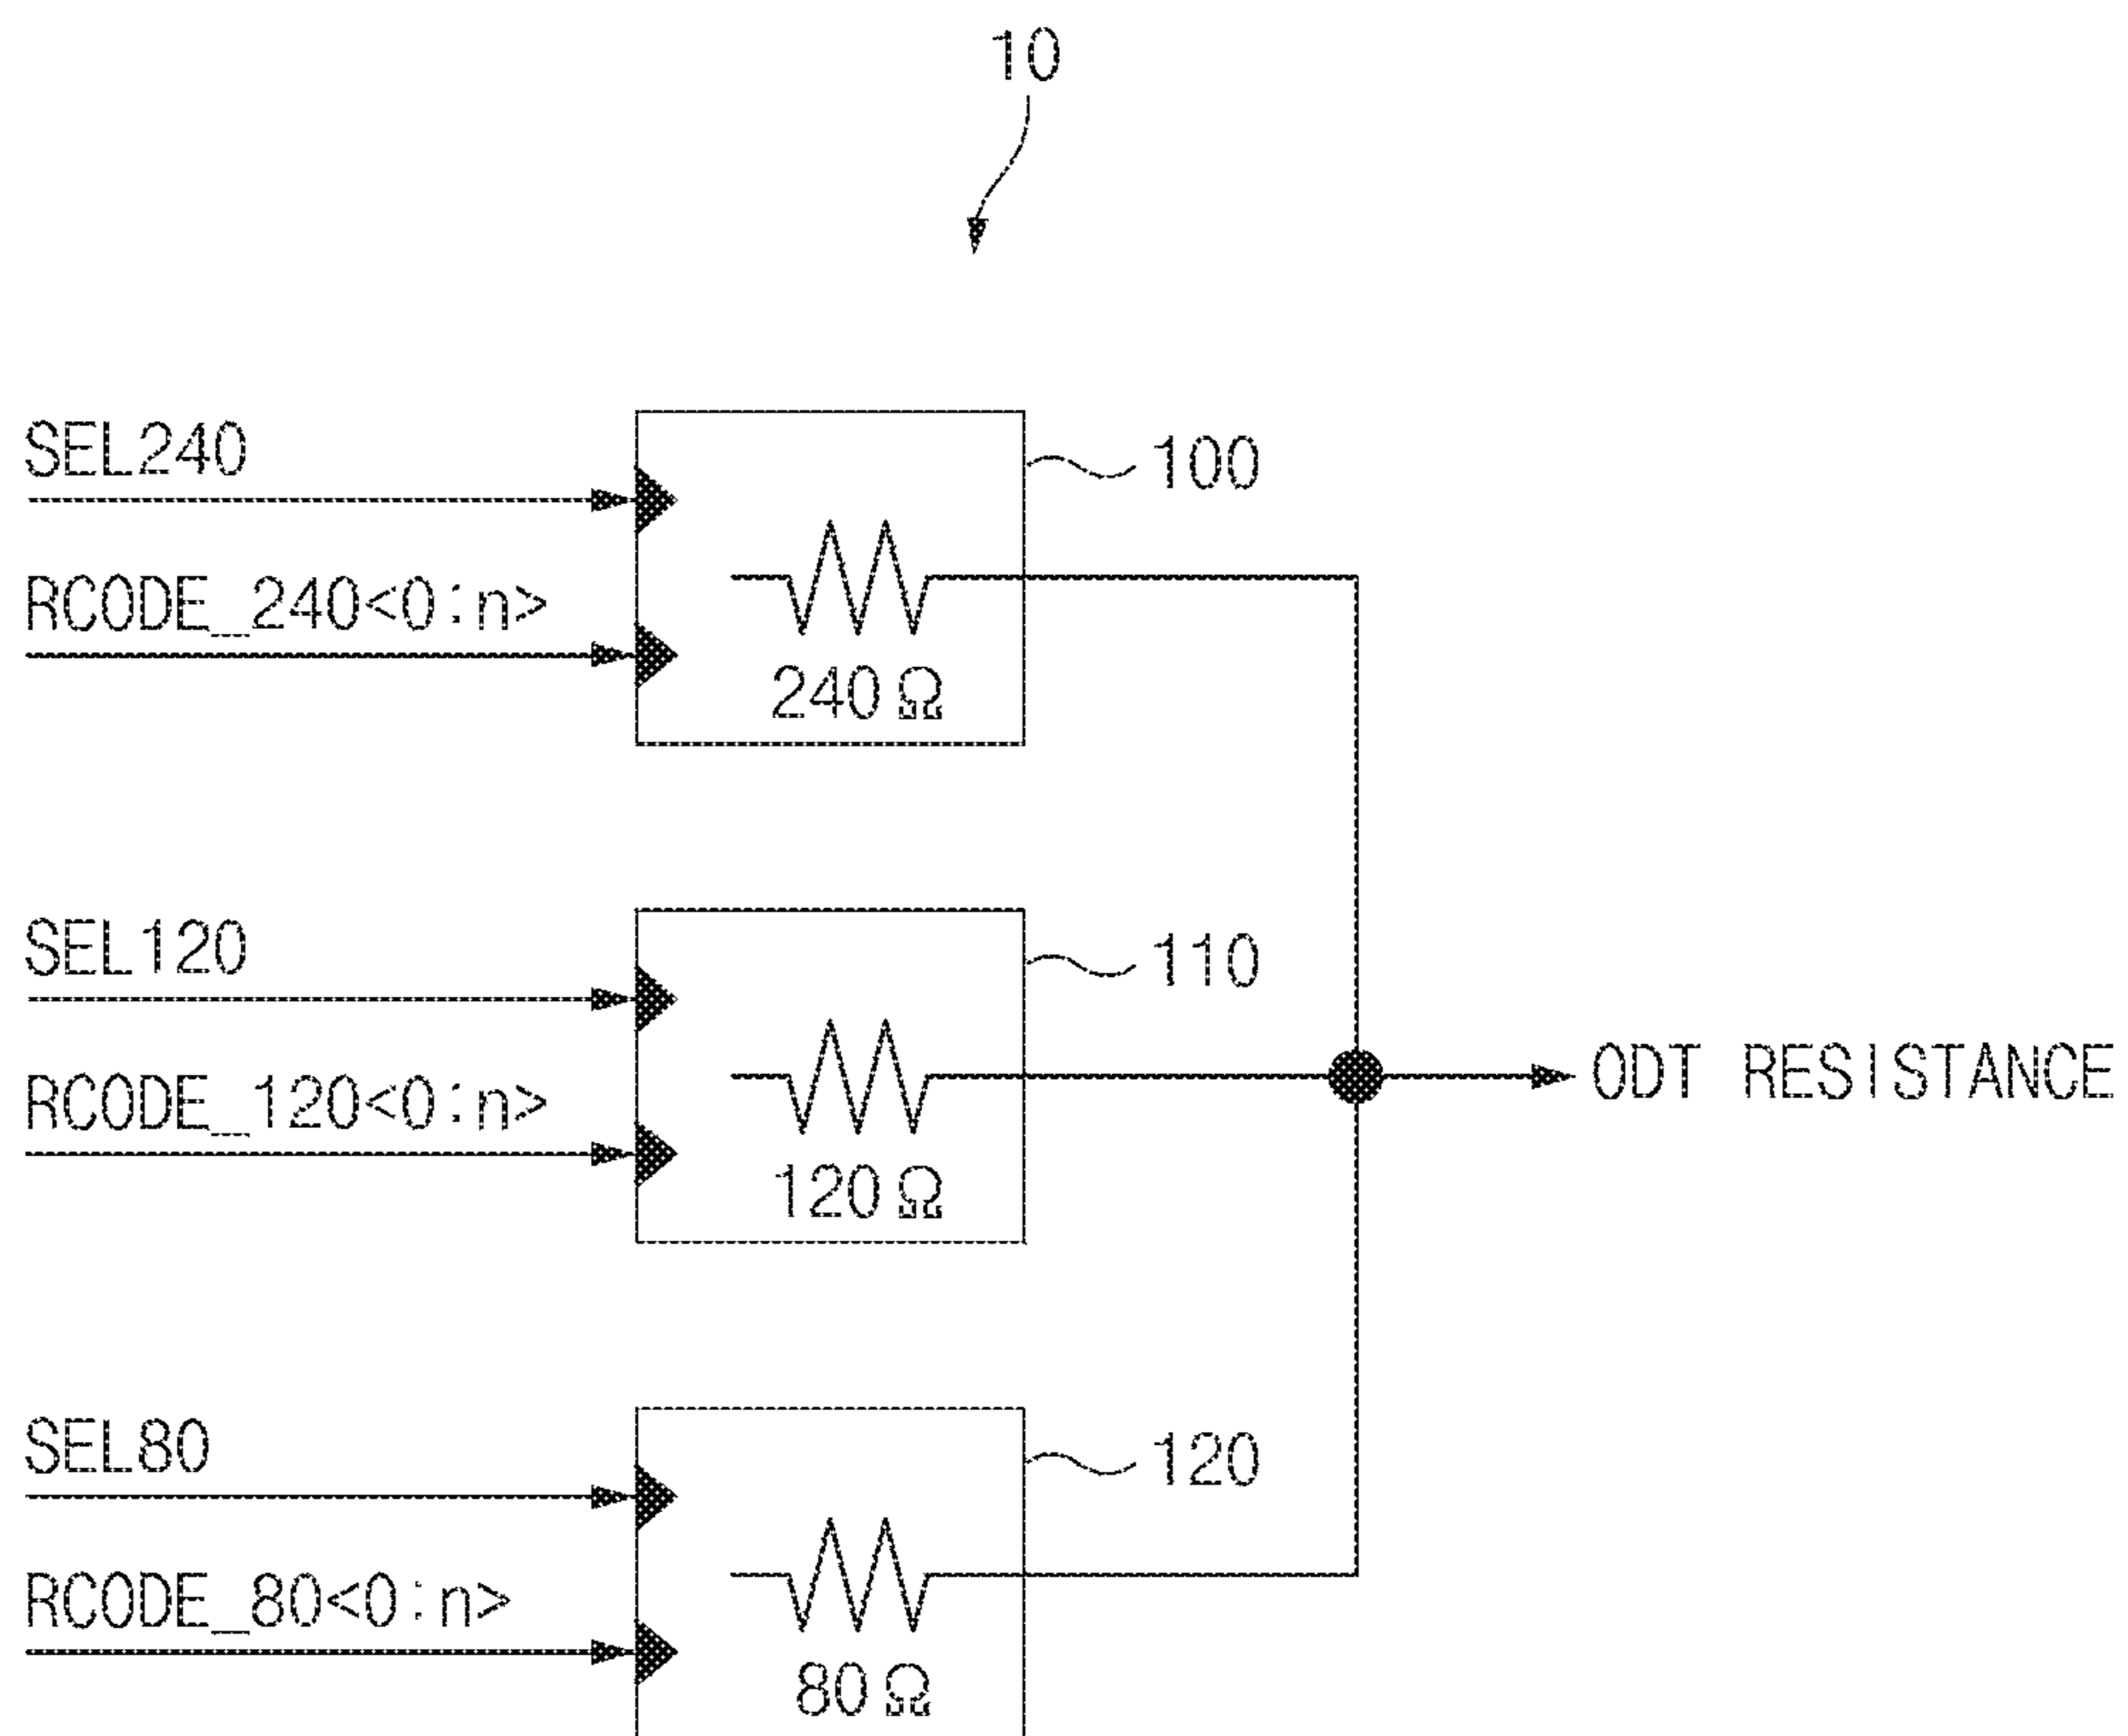 10
SEL240
100
RCODE_240<0:n>
240Ω
SEL120
110
RCODE_120<0:n>
ODT RESISTANCE
120Ω
SEL80
120
RCODE_80<0:n>
80Ω